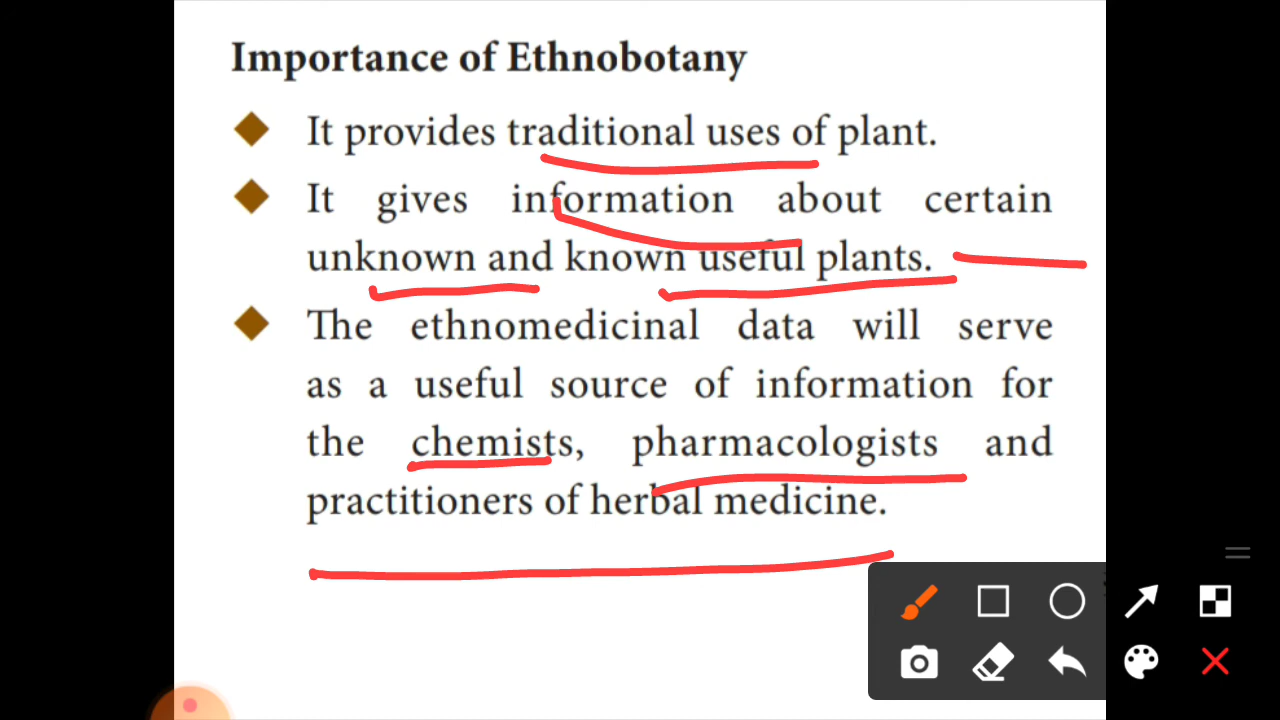 Importance of Ethnobotany
It provides traditional uses of plant.
It gives information about certain
unknown and known useful plants.
The ethnomedicinal data will serve
as a useful source of information for
the chemists, pharmacologists and
practitioners of herbal medicine.